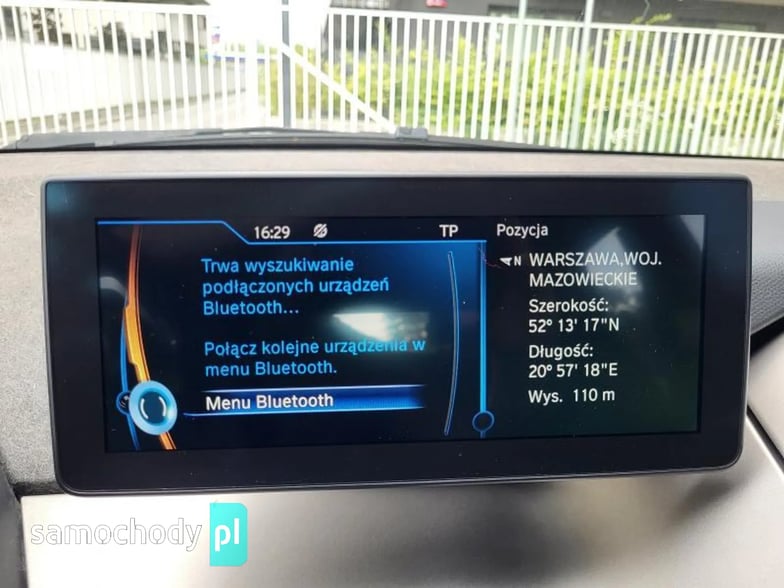 16:29
TP
Pozycja
Trwa wyszukiwanie
podłączonych urządzeń
Bluetooth...
Połącz kolejne urządzenia w
menu Bluetooth.
Menu Bluetooth
N WARSZAWA,WOJ.
MAZOWIECKIE
Szerokość:
52° 13' 17"N
Długość:
20° 57' 18"E
Wys. 110 m
samochody pl